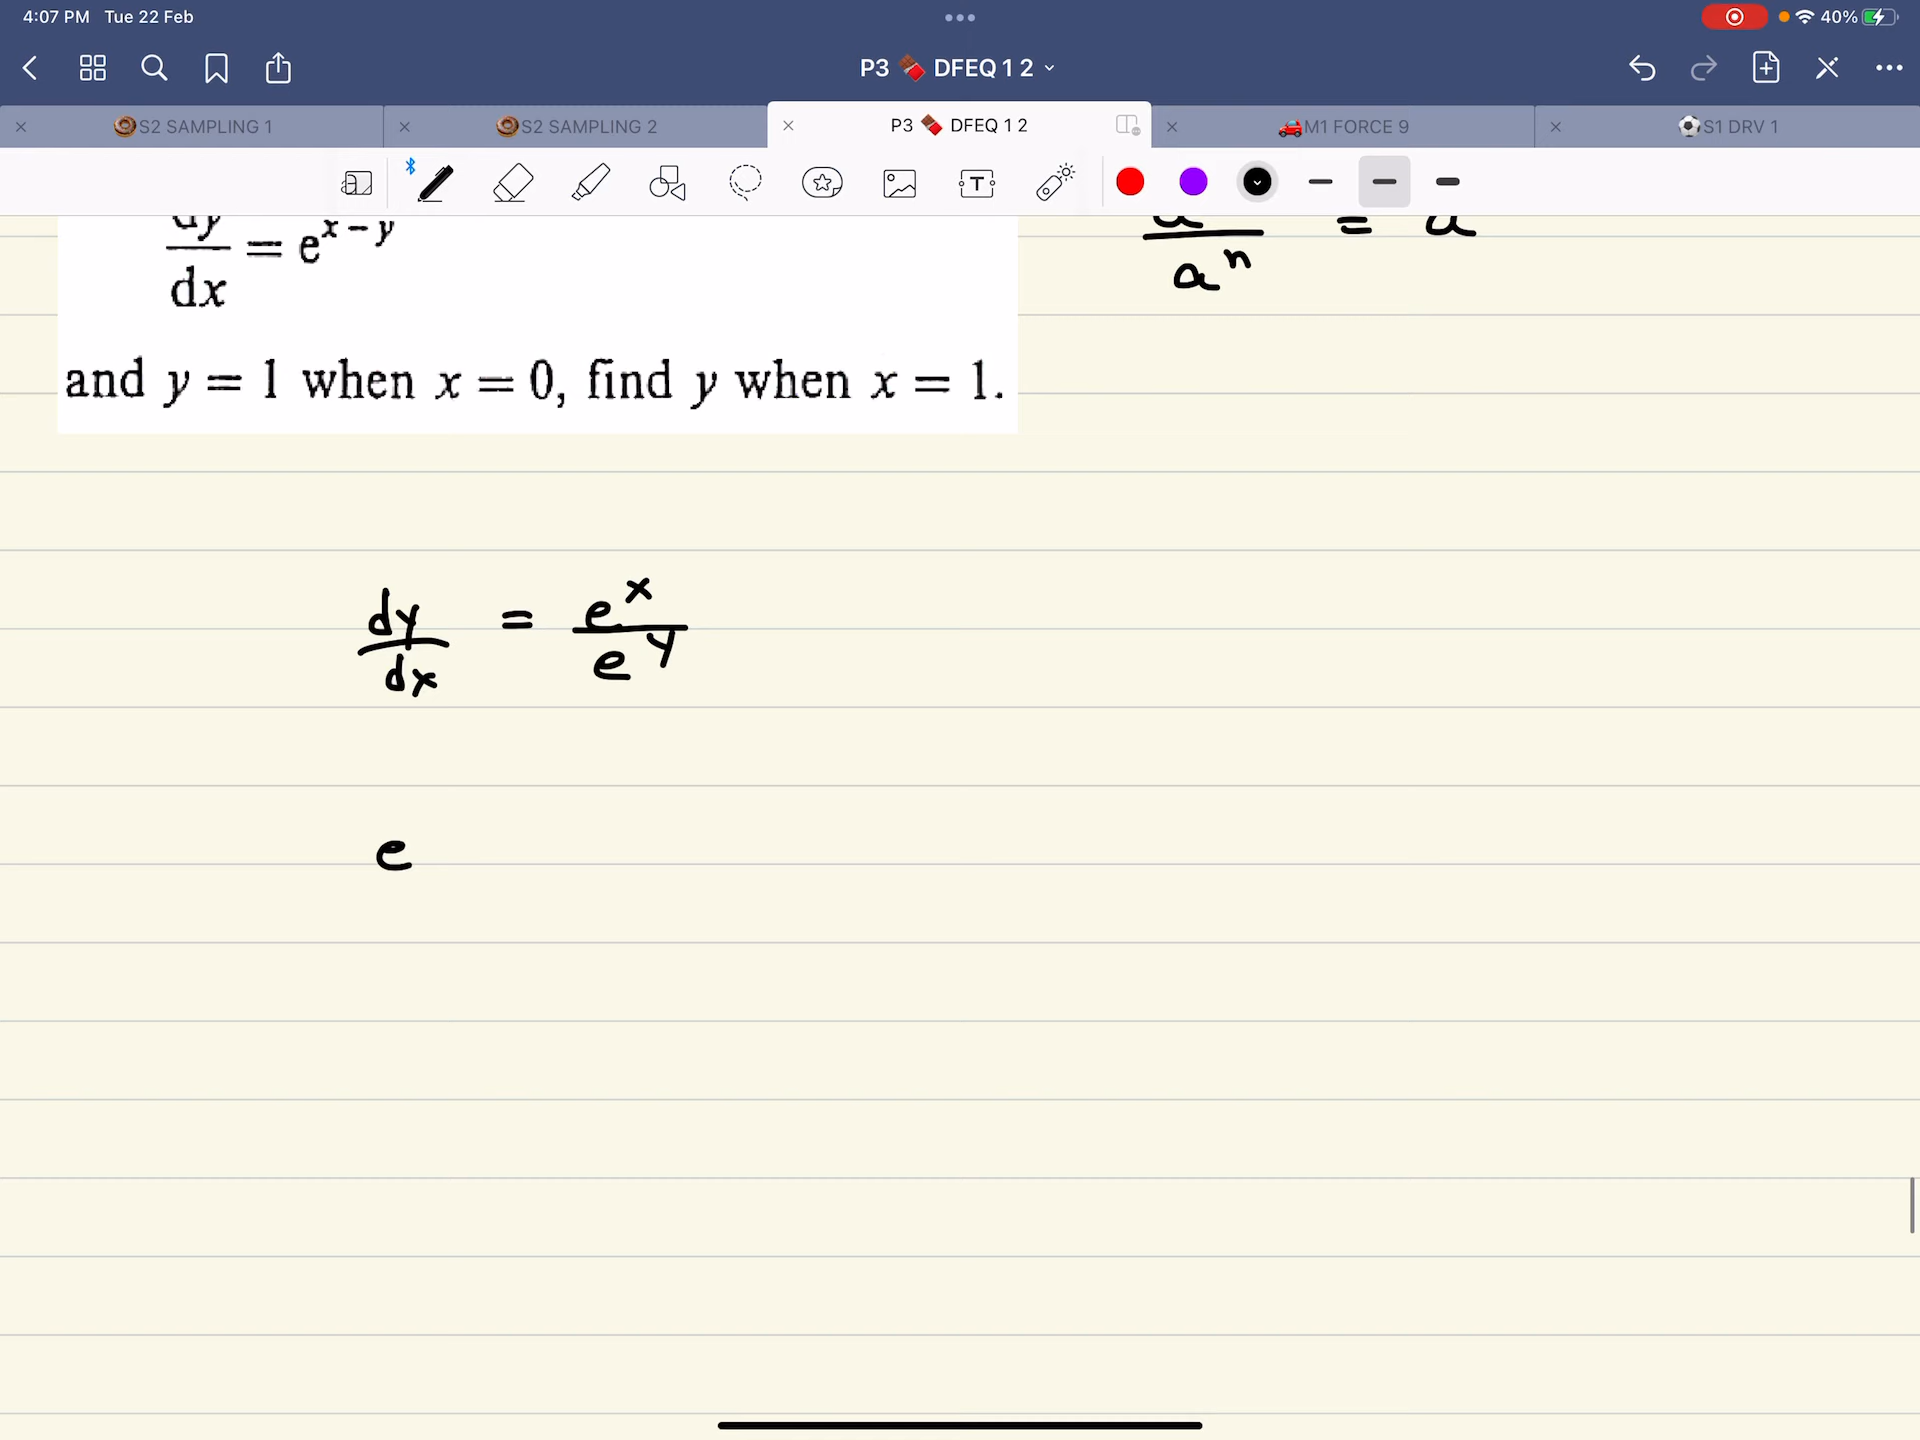 4:07 PM Tue 22 Feb
40%
P3 🍫 DFEQ 1 2
🍩S2 SAMPLING 1
🍩S2 SAMPLING 2
P3 🍫 DFEQ 1 2
🚗M1 FORCE 9
⚽S1 DRV 1
dy/dx = e^{x-y}
a^n = a
and y = 1 when x = 0, find y when x = 1.
dy/dx = e^x/e^y
e